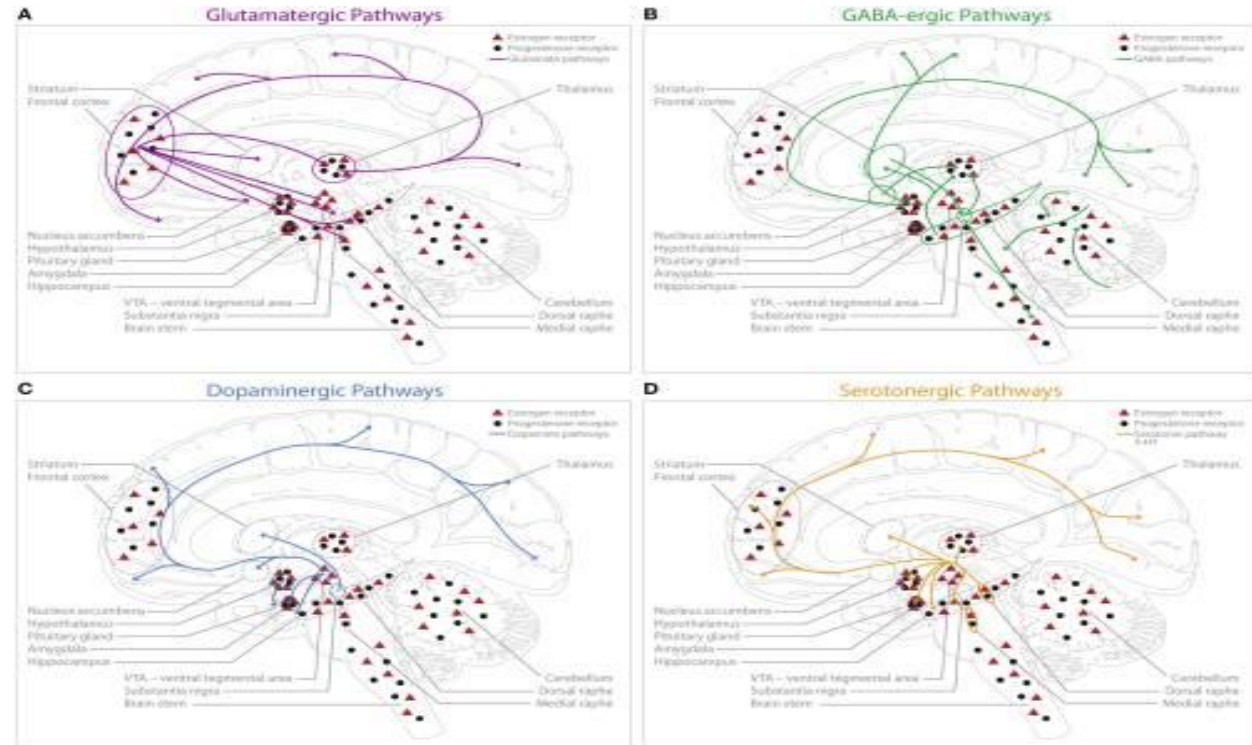 A
Glutamatergic Pathways
Estrogen receptor
Progesterone receptor
Glutamate pathways
Striatum
Frontal cortex
Thalamus
Nucleus accumbens
Hypothalamus
Pituitary gland
Amygdala
Hippocampus
VTA – ventral tegmental area
Substantia nigra
Brain stem
Cerebellum
Dorsal raphe
Medial raphe
B
GABA-ergic Pathways
Estrogen receptor
Progesterone receptor
GABA pathways
Striatum
Frontal cortex
Thalamus
Nucleus accumbens
Hypothalamus
Pituitary gland
Amygdala
Hippocampus
VTA – ventral tegmental area
Substantia nigra
Brain stem
Cerebellum
Dorsal raphe
Medial raphe
C
Dopaminergic Pathways
Estrogen receptor
Progesterone receptor
Dopamine pathways
Striatum
Frontal cortex
Thalamus
Nucleus accumbens
Hypothalamus
Pituitary gland
Amygdala
Hippocampus
VTA – ventral tegmental area
Substantia nigra
Brain stem
Cerebellum
Dorsal raphe
Medial raphe
D
Serotonergic Pathways
Estrogen receptor
Progesterone receptor
Serotonin pathway
Striatum
Frontal cortex
Thalamus
Nucleus accumbens
Hypothalamus
Pituitary gland
Amygdala
Hippocampus
VTA – ventral tegmental area
Substantia nigra
Brain stem
Cerebellum
Dorsal raphe
Medial raphe